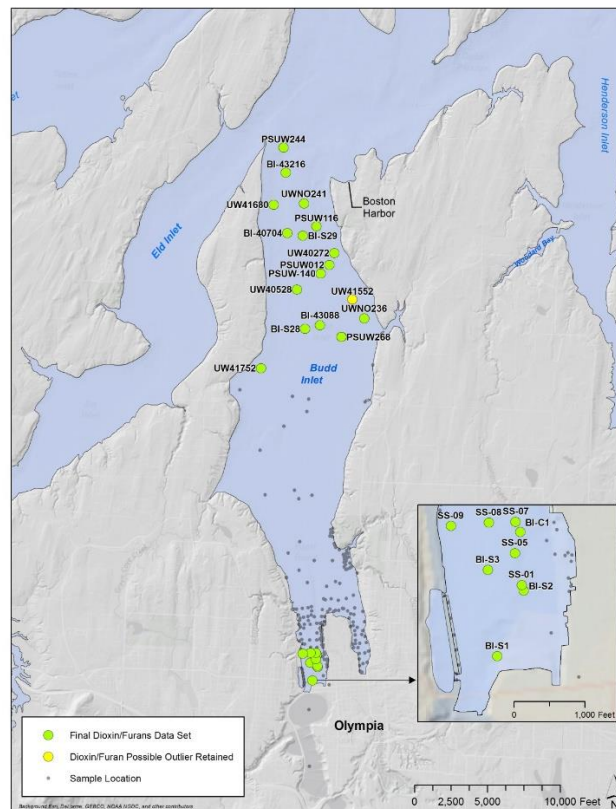 PSUW244
BI-43216
UWNO241
UW41680
PSUW116
Boston
Harbor
BI-40704
BI-S29
UW40272
PSUW012
PSUW-140
UW40528
UW41552
UWNO236
BI-43088
BI-S28
PSUW268
UW41752
Budd
Inlet
Eld Inlet
Henderson Inlet
SS-09
SS-08
SS-07
BI-C1
SS-05
BI-S3
SS-01
BI-S2
BI-S1
0 1,000 Feet
Olympia
Final Dioxin/Furans Data Set
Dioxin/Furan Possible Outlier Retained
Sample Location
0 2,500 5,000 10,000 Feet